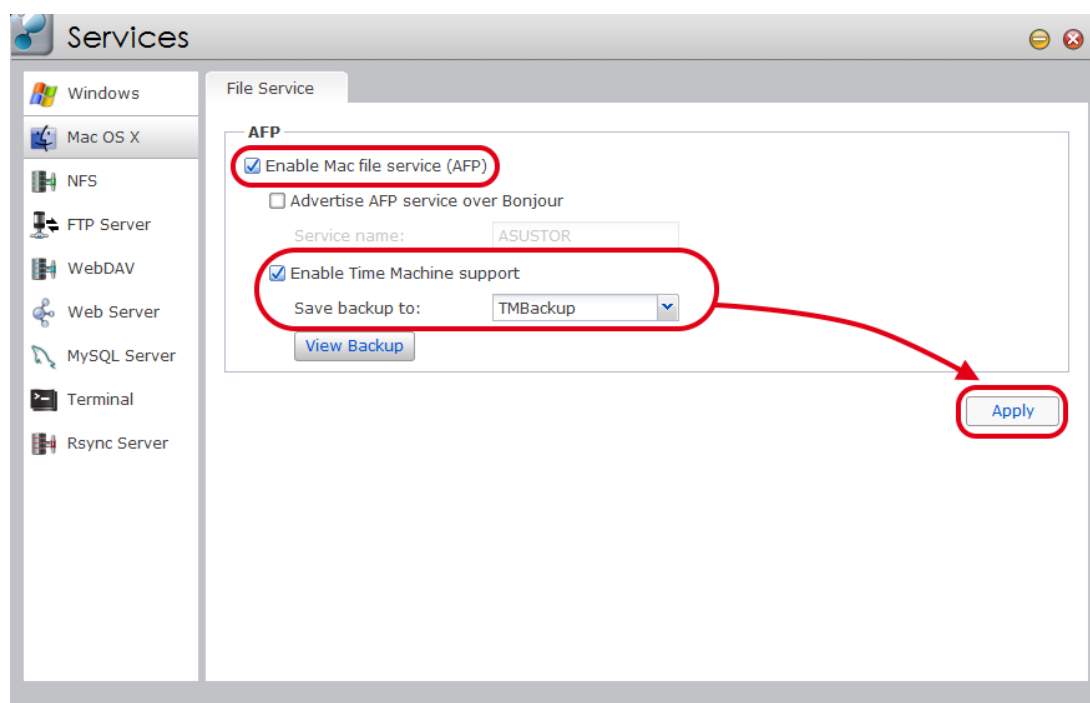 Services
Windows
Mac OS X
NFS
FTP Server
WebDAV
Web Server
MySQL Server
Terminal
Rsync Server
File Service
AFP
Enable Mac file service (AFP)
Advertise AFP service over Bonjour
Service name: ASUSTOR
Enable Time Machine support
Save backup to: TMBackup
View Backup
Apply